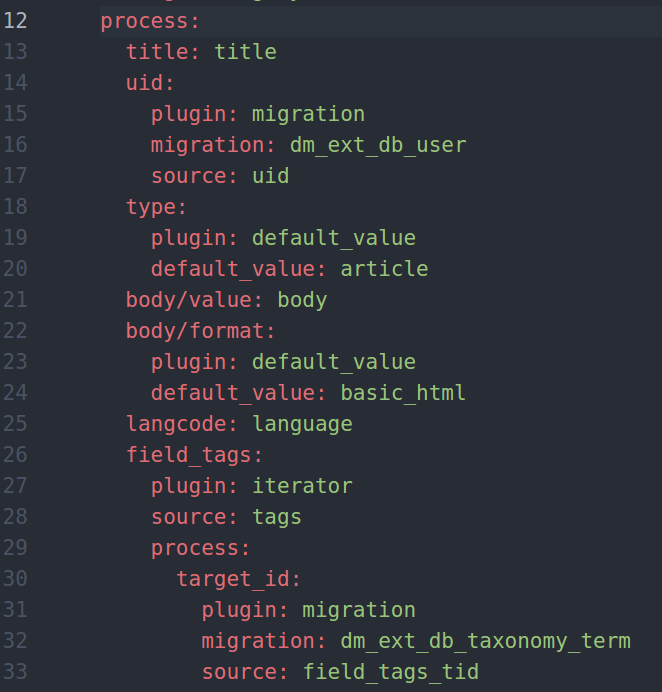 12 process:
13 title: title
14 uid:
15 plugin: migration
16 migration: dm_ext_db_user
17 source: uid
18 type:
19 plugin: default_value
20 default_value: article
21 body/value: body
22 body/format:
23 plugin: default_value
24 default_value: basic_html
25 langcode: language
26 field_tags:
27 plugin: iterator
28 source: tags
29 process:
30 target_id:
31 plugin: migration
32 migration: dm_ext_db_taxonomy_term
33 source: field_tags_tid